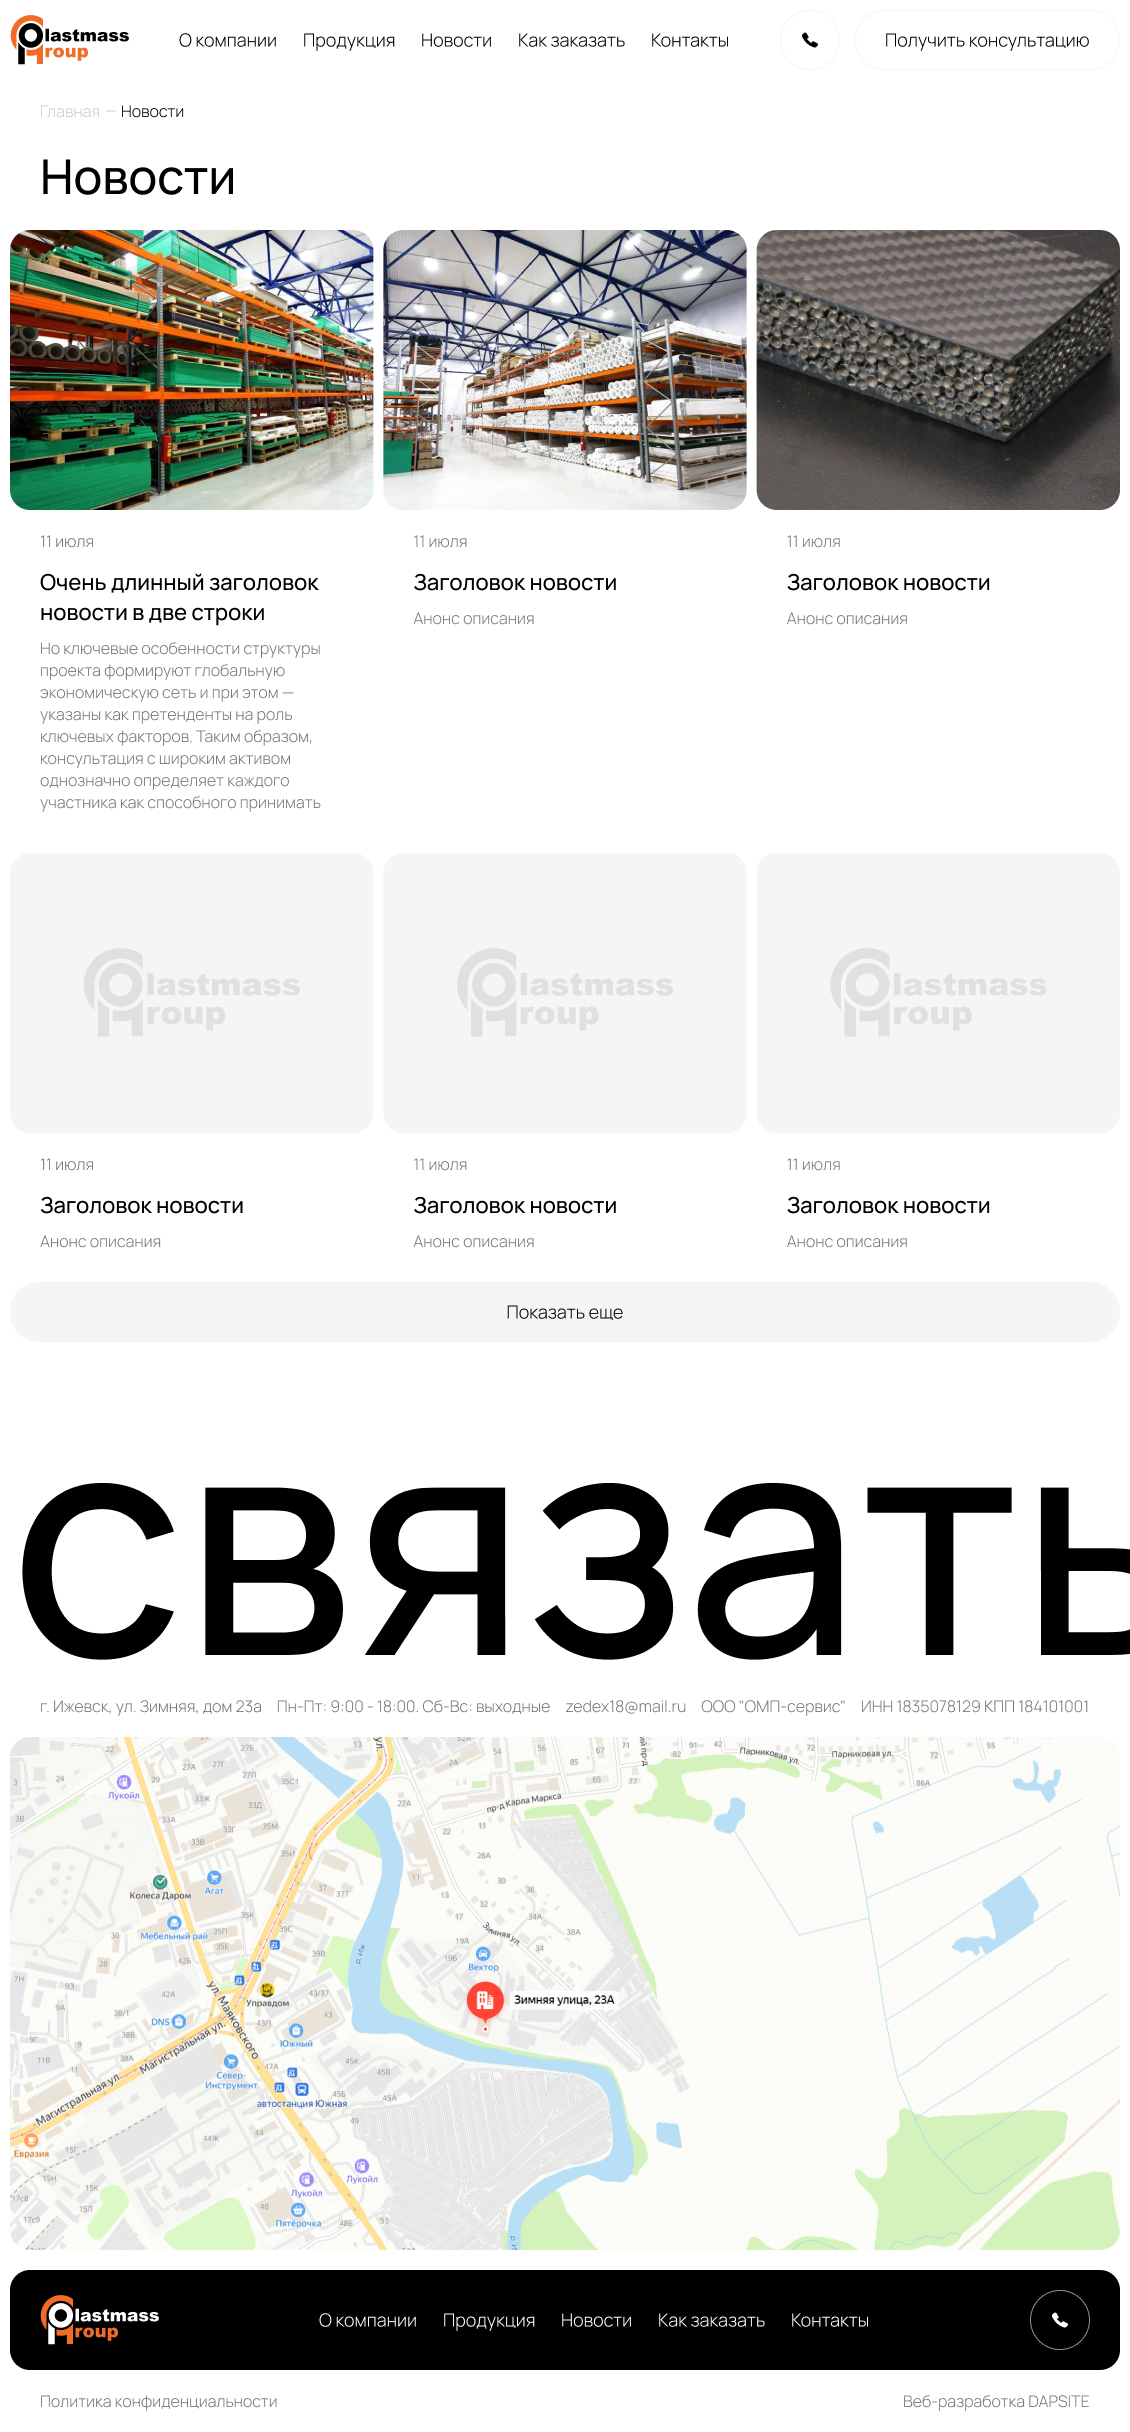 Plastmass
Group
О компании Продукция Новости Как заказать Контакты
Получить консультацию
Главная — Новости
Новости
11 июля
Очень длинный заголовок
новости в две строки
Но ключевые особенности структуры
проекта формируют глобальную
экономическую сеть и при этом —
указаны как претенденты на роль
ключевых факторов. Таким образом,
консультация с широким активом
однозначно определяет каждого
участника как способного принимать
11 июля
Заголовок новости
Анонс описания
11 июля
Заголовок новости
Анонс описания
Plastmass
Group
Plastmass
Group
Plastmass
Group
11 июля
Заголовок новости
Анонс описания
11 июля
Заголовок новости
Анонс описания
11 июля
Заголовок новости
Анонс описания
Показать еще
связать
г. Ижевск, ул. Зимняя, дом 23а Пн-Пт: 9:00 - 18:00. Сб-Вс: выходные zedex18@mail.ru ООО "ОМП-сервис" ИНН 1835078129 КПП 184101001
Парниковая ул.
Парниковая ул.
Лукойл
пр-д Карла Маркса
Колеса Даром
Агат
Мебельный рай
Зимняя ул.
р. Иж
Вектор
Зимняя улица, 23А
Управдом
ул. Маяковского
DNS
Южный
Магистральная ул.
Север-
Инструмент
автостанция Южная
Магистральная ул.
Евразия
Лукойл
Лукойл
Пятёрочка
Plastmass
Group
О компании Продукция Новости Как заказать Контакты
Политика конфиденциальности
Веб-разработка DAPSITE